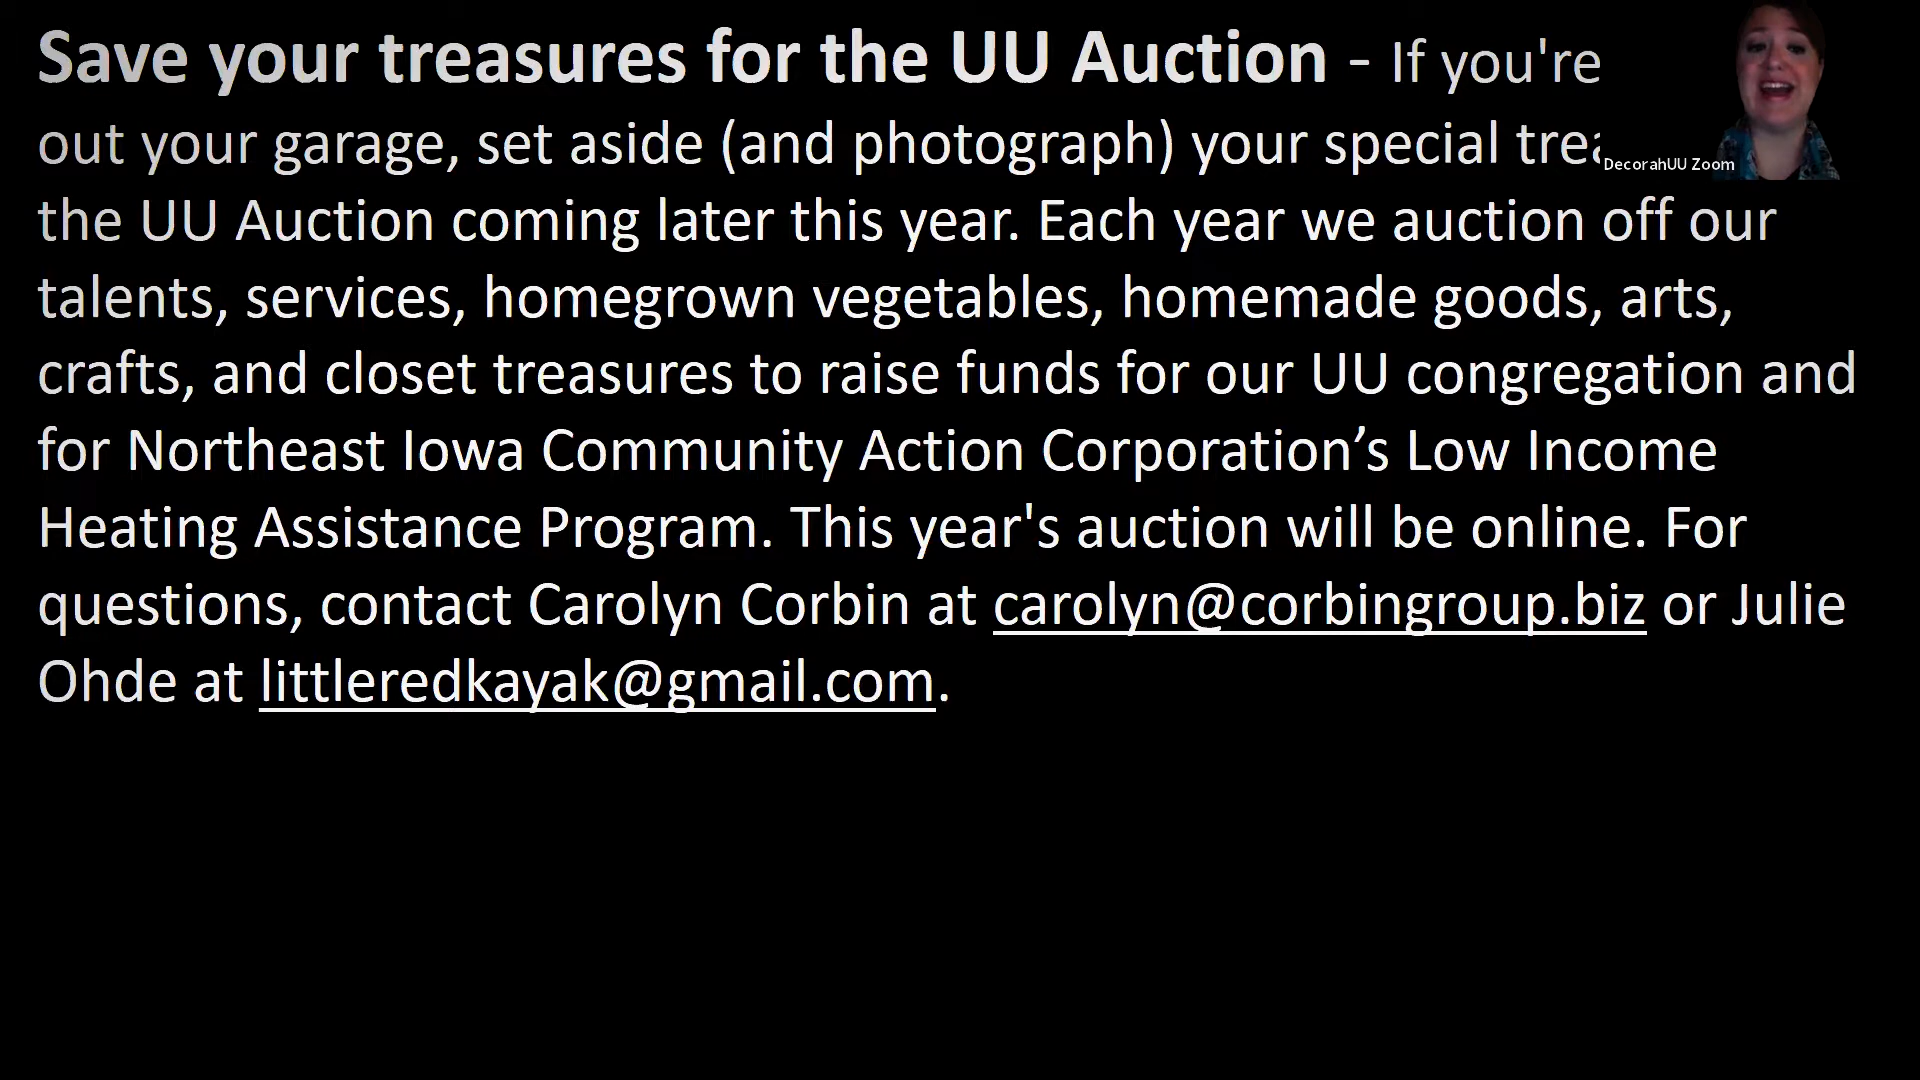 Save your treasures for the UU Auction - If you're
out your garage, set aside (and photograph) your special
DecorahUU Zoom
the UU Auction coming later this year. Each year we auction off our
talents, services, homegrown vegetables, homemade goods, arts,
crafts, and closet treasures to raise funds for our UU congregation and
for Northeast Iowa Community Action Corporation’s Low Income
Heating Assistance Program. This year's auction will be online. For
questions, contact Carolyn Corbin at carolyn@corbingroup.biz or Julie
Ohde at littleredkayak@gmail.com.